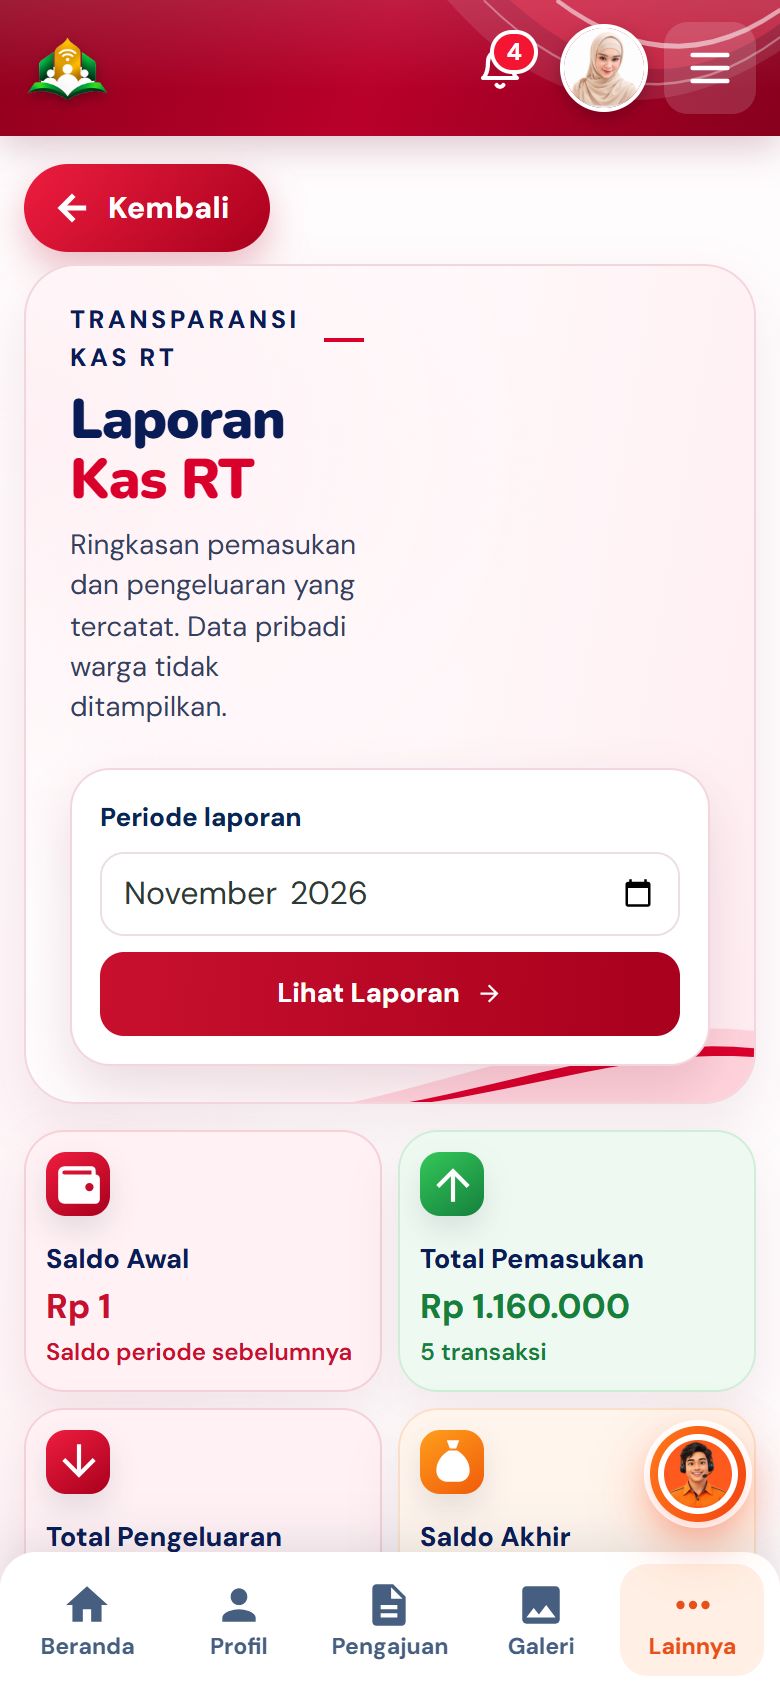 4
Kembali
TRANSPARANSI
KAS RT
Laporan
Kas RT
Ringkasan pemasukan
dan pengeluaran yang
tercatat. Data pribadi
warga tidak
ditampilkan.
Periode laporan
November 2026
Lihat Laporan
Saldo Awal
Rp 1
Saldo periode sebelumnya
Total Pemasukan
Rp 1.160.000
5 transaksi
Total Pengeluaran
Saldo Akhir
Beranda
Profil
Pengajuan
Galeri
Lainnya